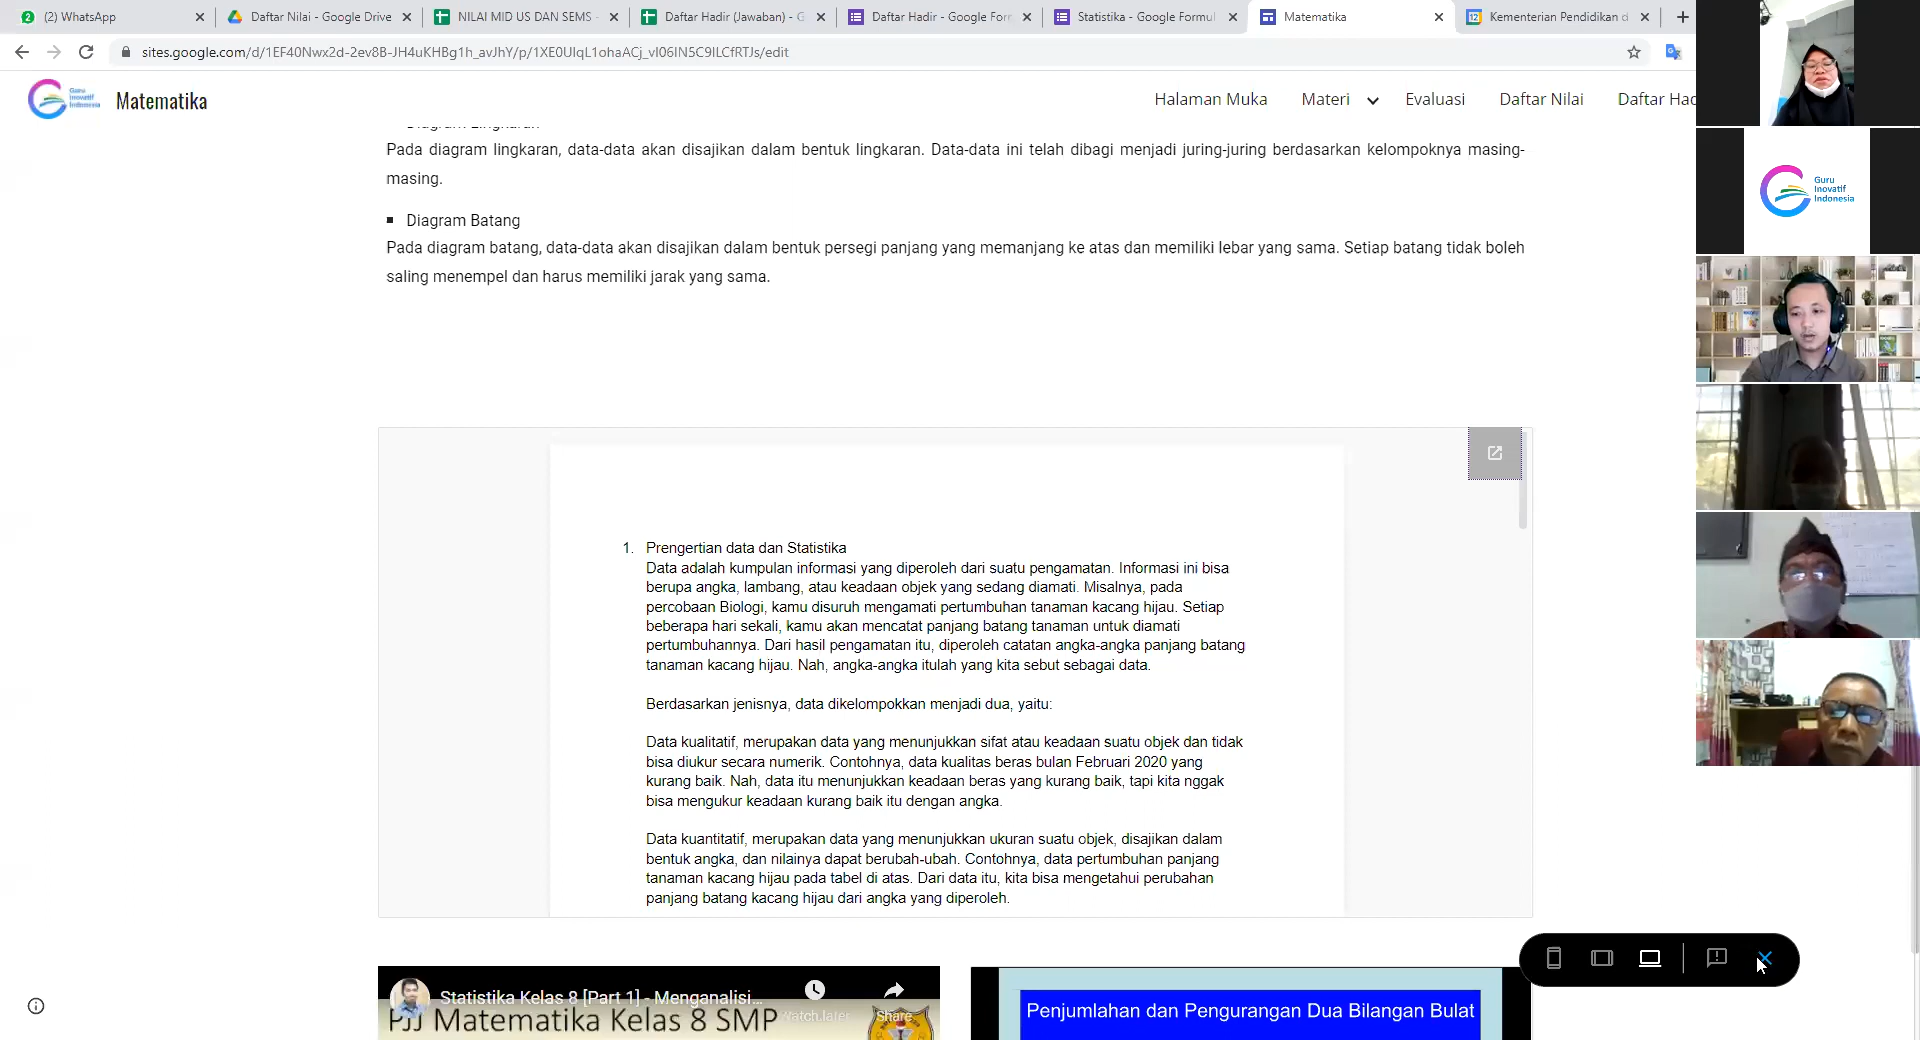 (2) WhatsApp
Daftar Nilai - Google Drive
NILAI MID US DAN SEMS
Daftar Hadir (Jawaban) - G
Daftar Hadir - Google For
Statistika - Google Formul
Matematika
Kementerian Pendidikan d
sites.google.com/d/1EF40Nwx2d-2ev8B-JH4uKHBg1h_avJhY/p/1XE0UIqL1ohaACj_vl06IN5C9lLCfRTJs/edit
Guru
Inovatif
Indonesia
Matematika
Halaman Muka
Materi
Evaluasi
Daftar Nilai
Daftar Had
Diagram Lingkaran
Pada diagram lingkaran, data-data akan disajikan dalam bentuk lingkaran. Data-data ini telah dibagi menjadi juring-juring berdasarkan kelompoknya masing-
masing.
▪ Diagram Batang
Pada diagram batang, data-data akan disajikan dalam bentuk persegi panjang yang memanjang ke atas dan memiliki lebar yang sama. Setiap batang tidak boleh
saling menempel dan harus memiliki jarak yang sama.
1. Prengertian data dan Statistika
Data adalah kumpulan informasi yang diperoleh dari suatu pengamatan. Informasi ini bisa
berupa angka, lambang, atau keadaan objek yang sedang diamati. Misalnya, pada
percobaan Biologi, kamu disuruh mengamati pertumbuhan tanaman kacang hijau. Setiap
beberapa hari sekali, kamu akan mencatat panjang batang tanaman untuk diamati
pertumbuhannya. Dari hasil pengamatan itu, diperoleh catatan angka-angka panjang batang
tanaman kacang hijau. Nah, angka-angka itulah yang kita sebut sebagai data.
Berdasarkan jenisnya, data dikelompokkan menjadi dua, yaitu:
Data kualitatif, merupakan data yang menunjukkan sifat atau keadaan suatu objek dan tidak
bisa diukur secara numerik. Contohnya, data kualitas beras bulan Februari 2020 yang
kurang baik. Nah, data itu menunjukkan keadaan beras yang kurang baik, tapi kita nggak
bisa mengukur keadaan kurang baik itu dengan angka.
Data kuantitatif, merupakan data yang menunjukkan ukuran suatu objek, disajikan dalam
bentuk angka, dan nilainya dapat berubah-ubah. Contohnya, data pertumbuhan panjang
tanaman kacang hijau pada tabel di atas. Dari data itu, kita bisa mengetahui perubahan
panjang batang kacang hijau dari angka yang diperoleh.
Statistika Kelas 8 [Part 1] - Menganalisi...
Watch later
Share
PJJ Matematika Kelas 8 SMP
Penjumlahan dan Pengurangan Dua Bilangan Bulat
Guru
Inovatif
Indonesia